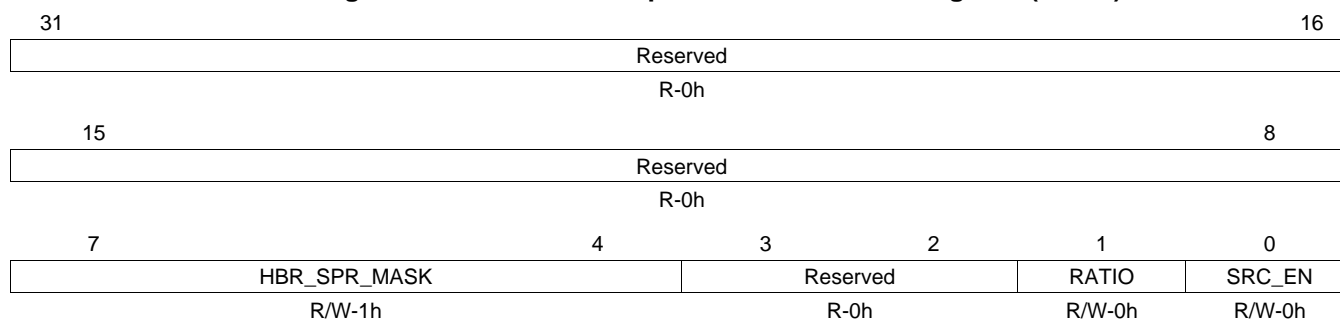 31 16
Reserved
R-0h
15 8
Reserved
R-0h
7 4 3 2 1 0
HBR_SPR_MASK Reserved RATIO SRC_EN
R/W-1h R-0h R/W-0h R/W-0h